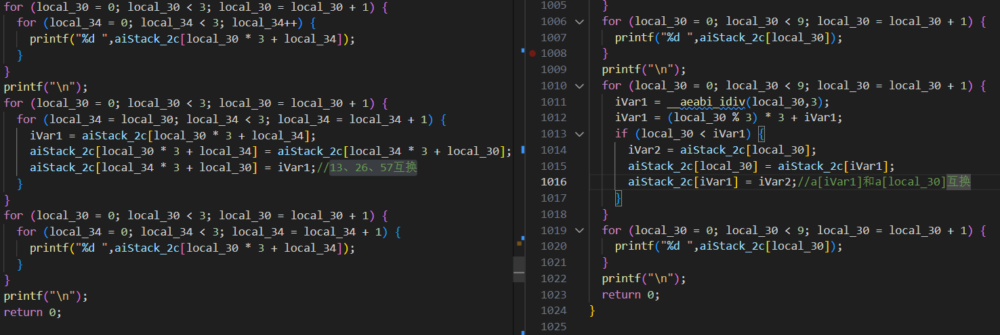 for (local_30 = 0; local_30 < 3; local_30 = local_30 + 1) {
for (local_34 = 0; local_34 < 3; local_34++) {
printf("%d ",aiStack_2c[local_30 * 3 + local_34]);
}
}
printf("\n");
for (local_30 = 0; local_30 < 3; local_30 = local_30 + 1) {
for (local_34 = local_30; local_34 < 3; local_34 = local_34 + 1) {
iVar1 = aiStack_2c[local_30 * 3 + local_34];
aiStack_2c[local_30 * 3 + local_34] = aiStack_2c[local_34 * 3 + local_30];
aiStack_2c[local_34 * 3 + local_30] = iVar1;//13、26、57互换
}
}
for (local_30 = 0; local_30 < 3; local_30 = local_30 + 1) {
for (local_34 = 0; local_34 < 3; local_34 = local_34 + 1) {
printf("%d ",aiStack_2c[local_30 * 3 + local_34]);
}
}
printf("\n");
return 0;
1005 }
1006 for (local_30 = 0; local_30 < 9; local_30 = local_30 + 1) {
1007 printf("%d ",aiStack_2c[local_30]);
1008 }
1009 printf("\n");
1010 for (local_30 = 0; local_30 < 9; local_30 = local_30 + 1) {
1011 iVar1 = __aeabi_idiv(local_30,3);
1012 iVar1 = (local_30 % 3) * 3 + iVar1;
1013 if (local_30 < iVar1) {
1014 iVar2 = aiStack_2c[local_30];
1015 aiStack_2c[local_30] = aiStack_2c[iVar1];
1016 aiStack_2c[iVar1] = iVar2;//a[iVar1]和a[local_30]互换
1017 }
1018 }
1019 for (local_30 = 0; local_30 < 9; local_30 = local_30 + 1) {
1020 printf("%d ",aiStack_2c[local_30]);
1021 }
1022 printf("\n");
1023 return 0;
1024 }
1025